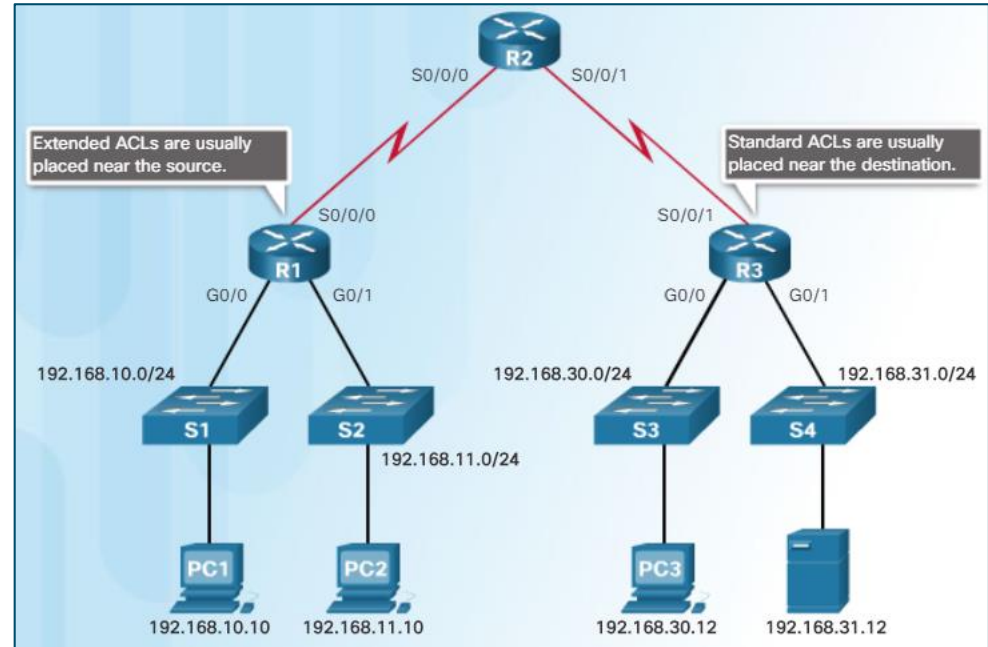 R2
S0/0/0
S0/0/1
Extended ACLs are usually
placed near the source.
Standard ACLs are usually
placed near the destination.
S0/0/0
S0/0/1
R1
R3
G0/0
G0/1
G0/0
G0/1
192.168.10.0/24
192.168.30.0/24
192.168.31.0/24
S1
S2
S3
S4
192.168.11.0/24
PC1
PC2
PC3
192.168.10.10
192.168.11.10
192.168.30.12
192.168.31.12